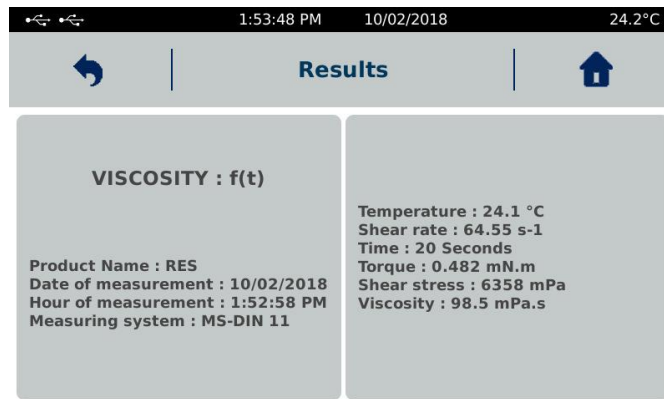 1:53:48 PM 10/02/2018 24.2°C
Results
VISCOSITY : f(t)
Product Name : RES
Date of measurement : 10/02/2018
Hour of measurement : 1:52:58 PM
Measuring system : MS-DIN 11
Temperature : 24.1 °C
Shear rate : 64.55 s-1
Time : 20 Seconds
Torque : 0.482 mN.m
Shear stress : 6358 mPa
Viscosity : 98.5 mPa.s